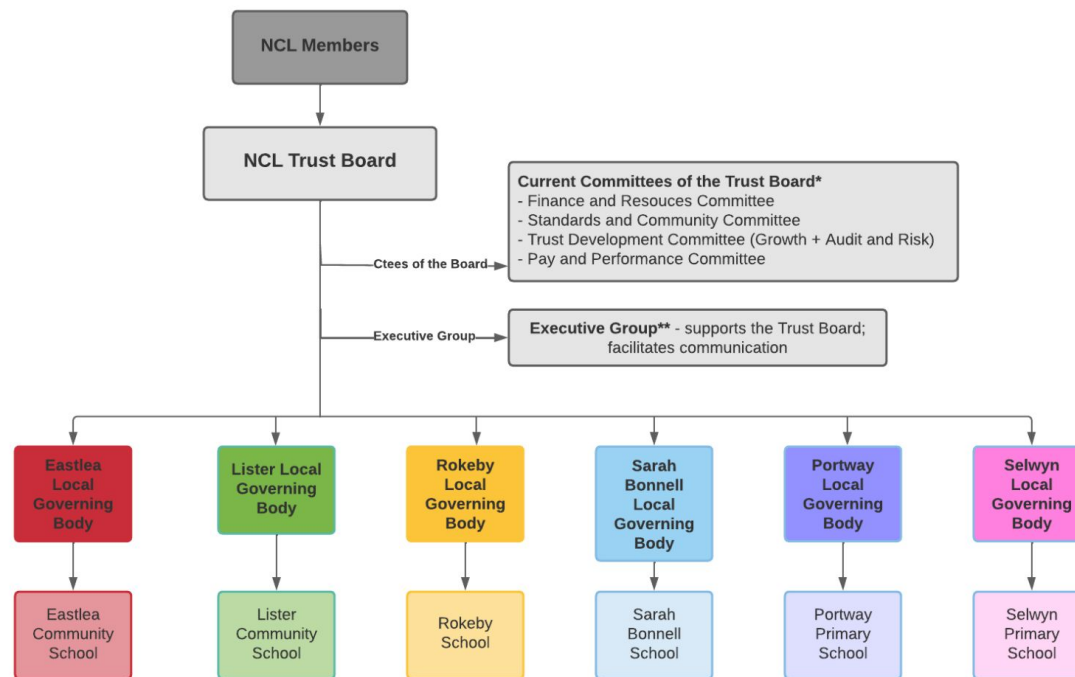 NCL Members
NCL Trust Board
Current Committees of the Trust Board*
- Finance and Resouces Committee
- Standards and Community Committee
- Trust Development Committee (Growth + Audit and Risk)
- Pay and Performance Committee
Ctees of the Board
Executive Group
Executive Group** - supports the Trust Board;
facilitates communication
Eastlea
Local
Governing
Body
Lister Local
Governing
Body
Rokeby
Local
Governing
Body
Sarah
Bonnell
Local
Governing
Body
Portway
Local
Governing
Body
Selwyn
Local
Governing
Body
Eastlea
Community
School
Lister
Community
School
Rokeby
School
Sarah
Bonnell
School
Portway
Primary
School
Selwyn
Primary
School